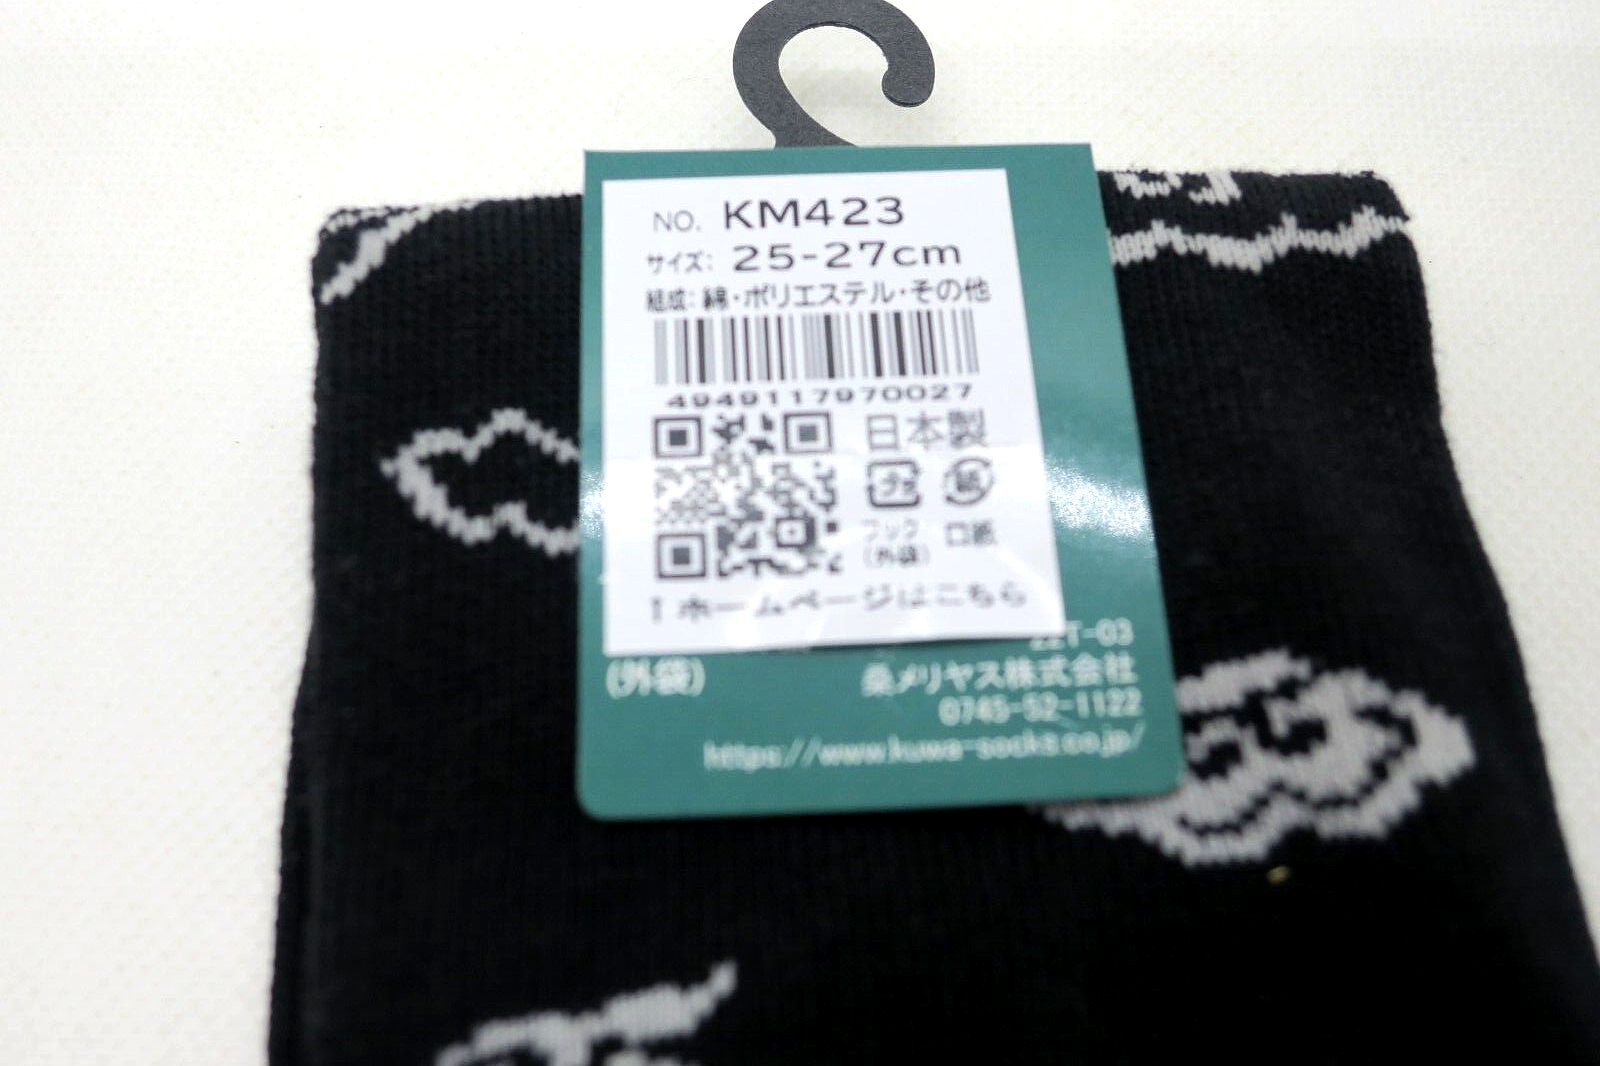 NO. KM423
サイズ: 25-27cm
組成: 綿・ポリエステル・その他
4949117970027
日本製
プラ 紙
フック 口紙
(外袋)
↑ホームページはこちら
22T-03
(外袋) 桑メリヤス株式会社
0745-52-1122
https://www.kuwa-socks.co.jp/